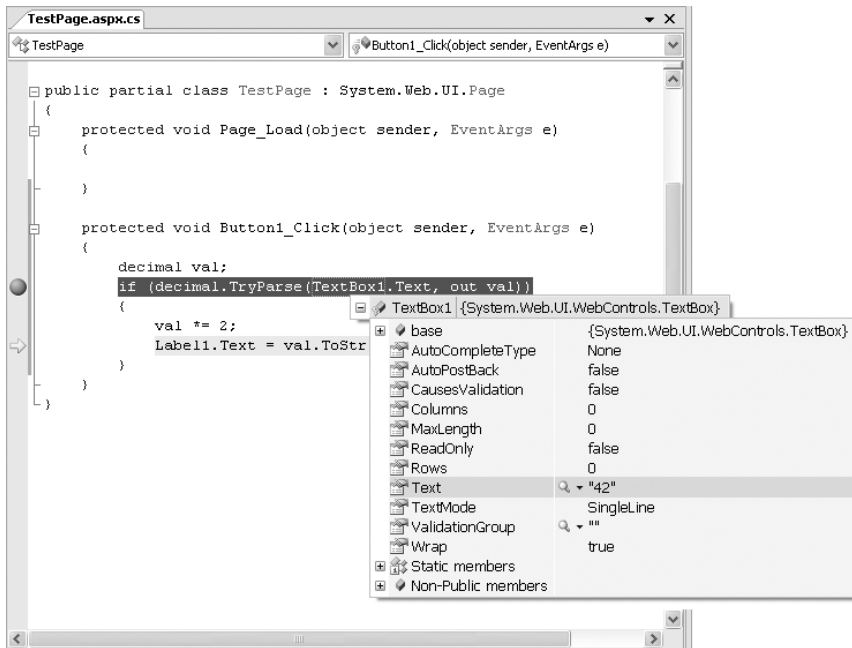 TestPage.aspx.cs
TestPage
Button1_Click(object sender, EventArgs e)
public partial class TestPage : System.Web.UI.Page
{
protected void Page_Load(object sender, EventArgs e)
{
}
protected void Button1_Click(object sender, EventArgs e)
{
decimal val;
if (decimal.TryParse(TextBox1.Text, out val))
{
TextBox1 {System.Web.UI.WebControls.TextBox}
val *= 2;
Label1.Text = val.ToStr
}
}
}
base {System.Web.UI.WebControls.TextBox}
AutoCompleteType None
AutoPostBack false
CausesValidation false
Columns 0
MaxLength 0
ReadOnly false
Rows 0
Text "42"
TextMode SingleLine
ValidationGroup ""
Wrap true
Static members
Non-Public members